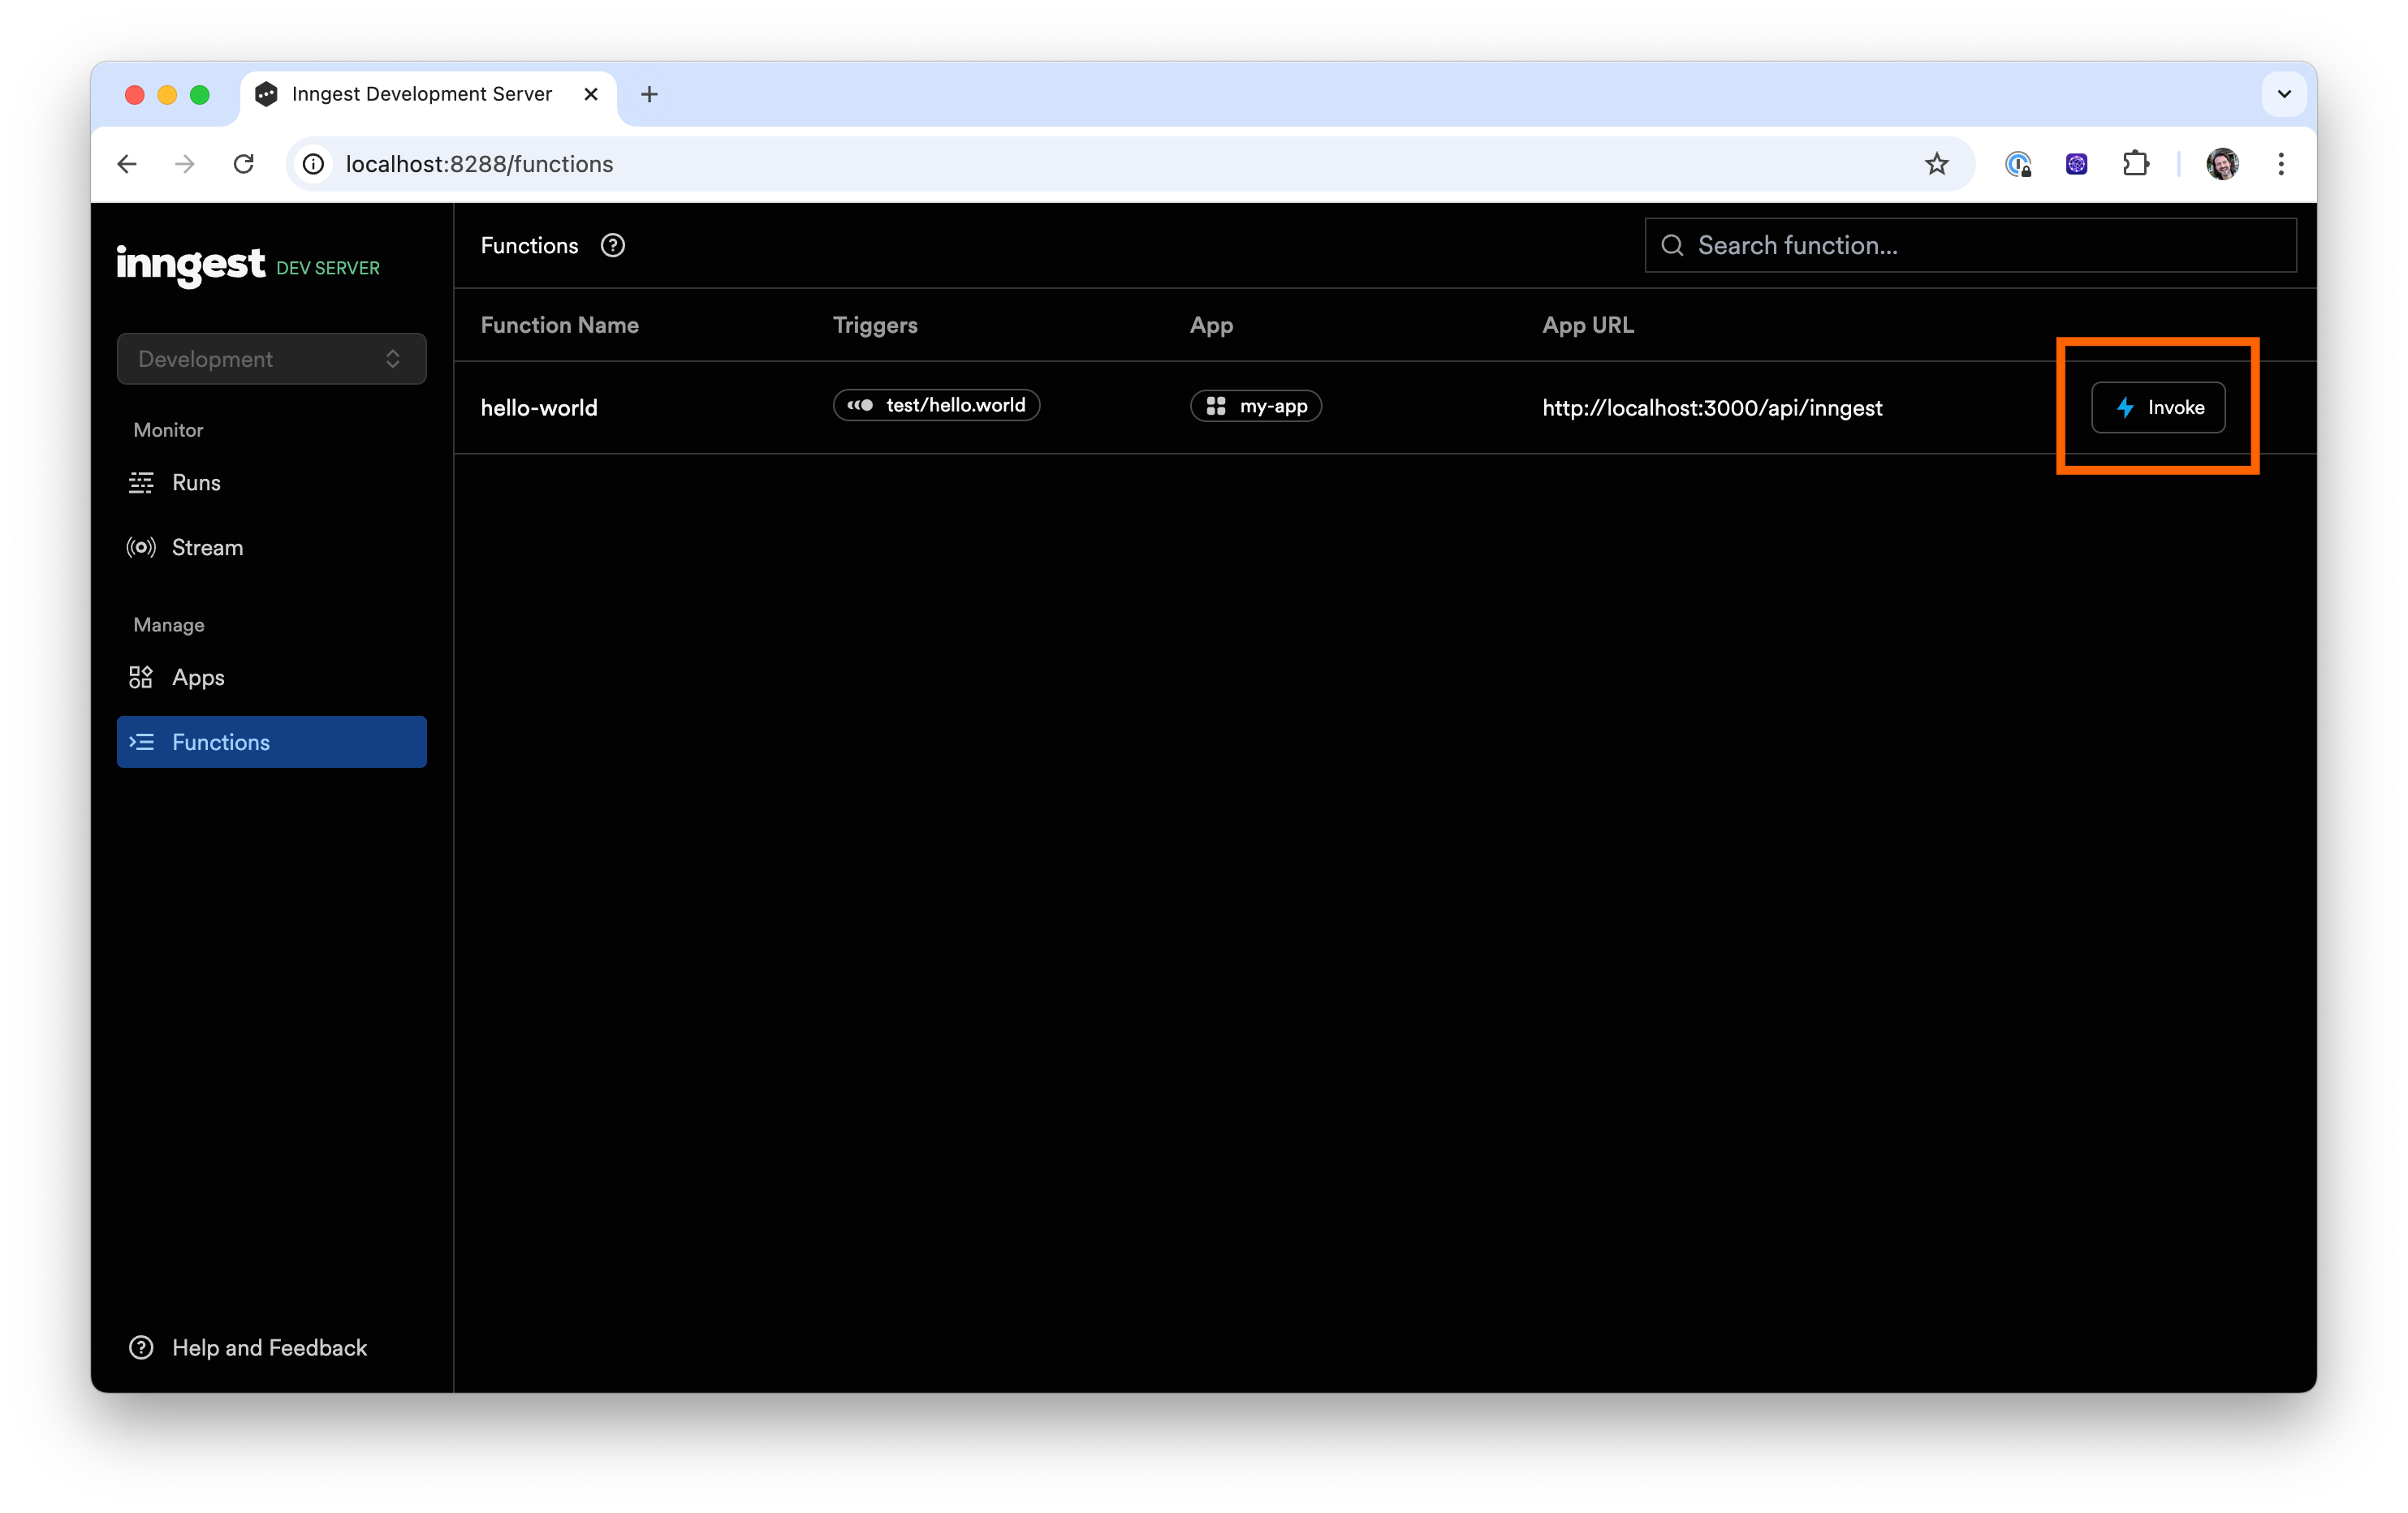 Inngest Development Server
localhost:8288/functions
inngest DEV SERVER
Development
Monitor
Runs
Stream
Manage
Apps
Functions
Help and Feedback
Functions
Search function...
Function Name Triggers App App URL
hello-world test/hello.world my-app http://localhost:3000/api/inngest Invoke